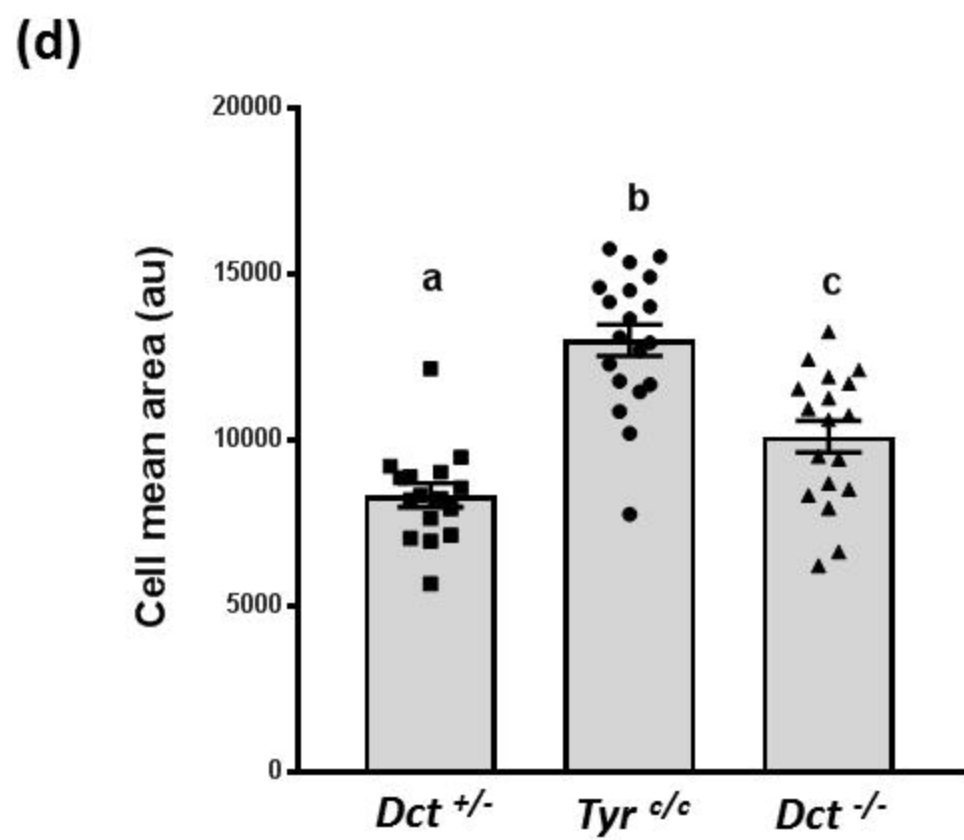 (d)
Cell mean area (au)
20000
15000
10000
5000
0
a
b
c
Dct +/-
Tyr c/c
Dct -/-